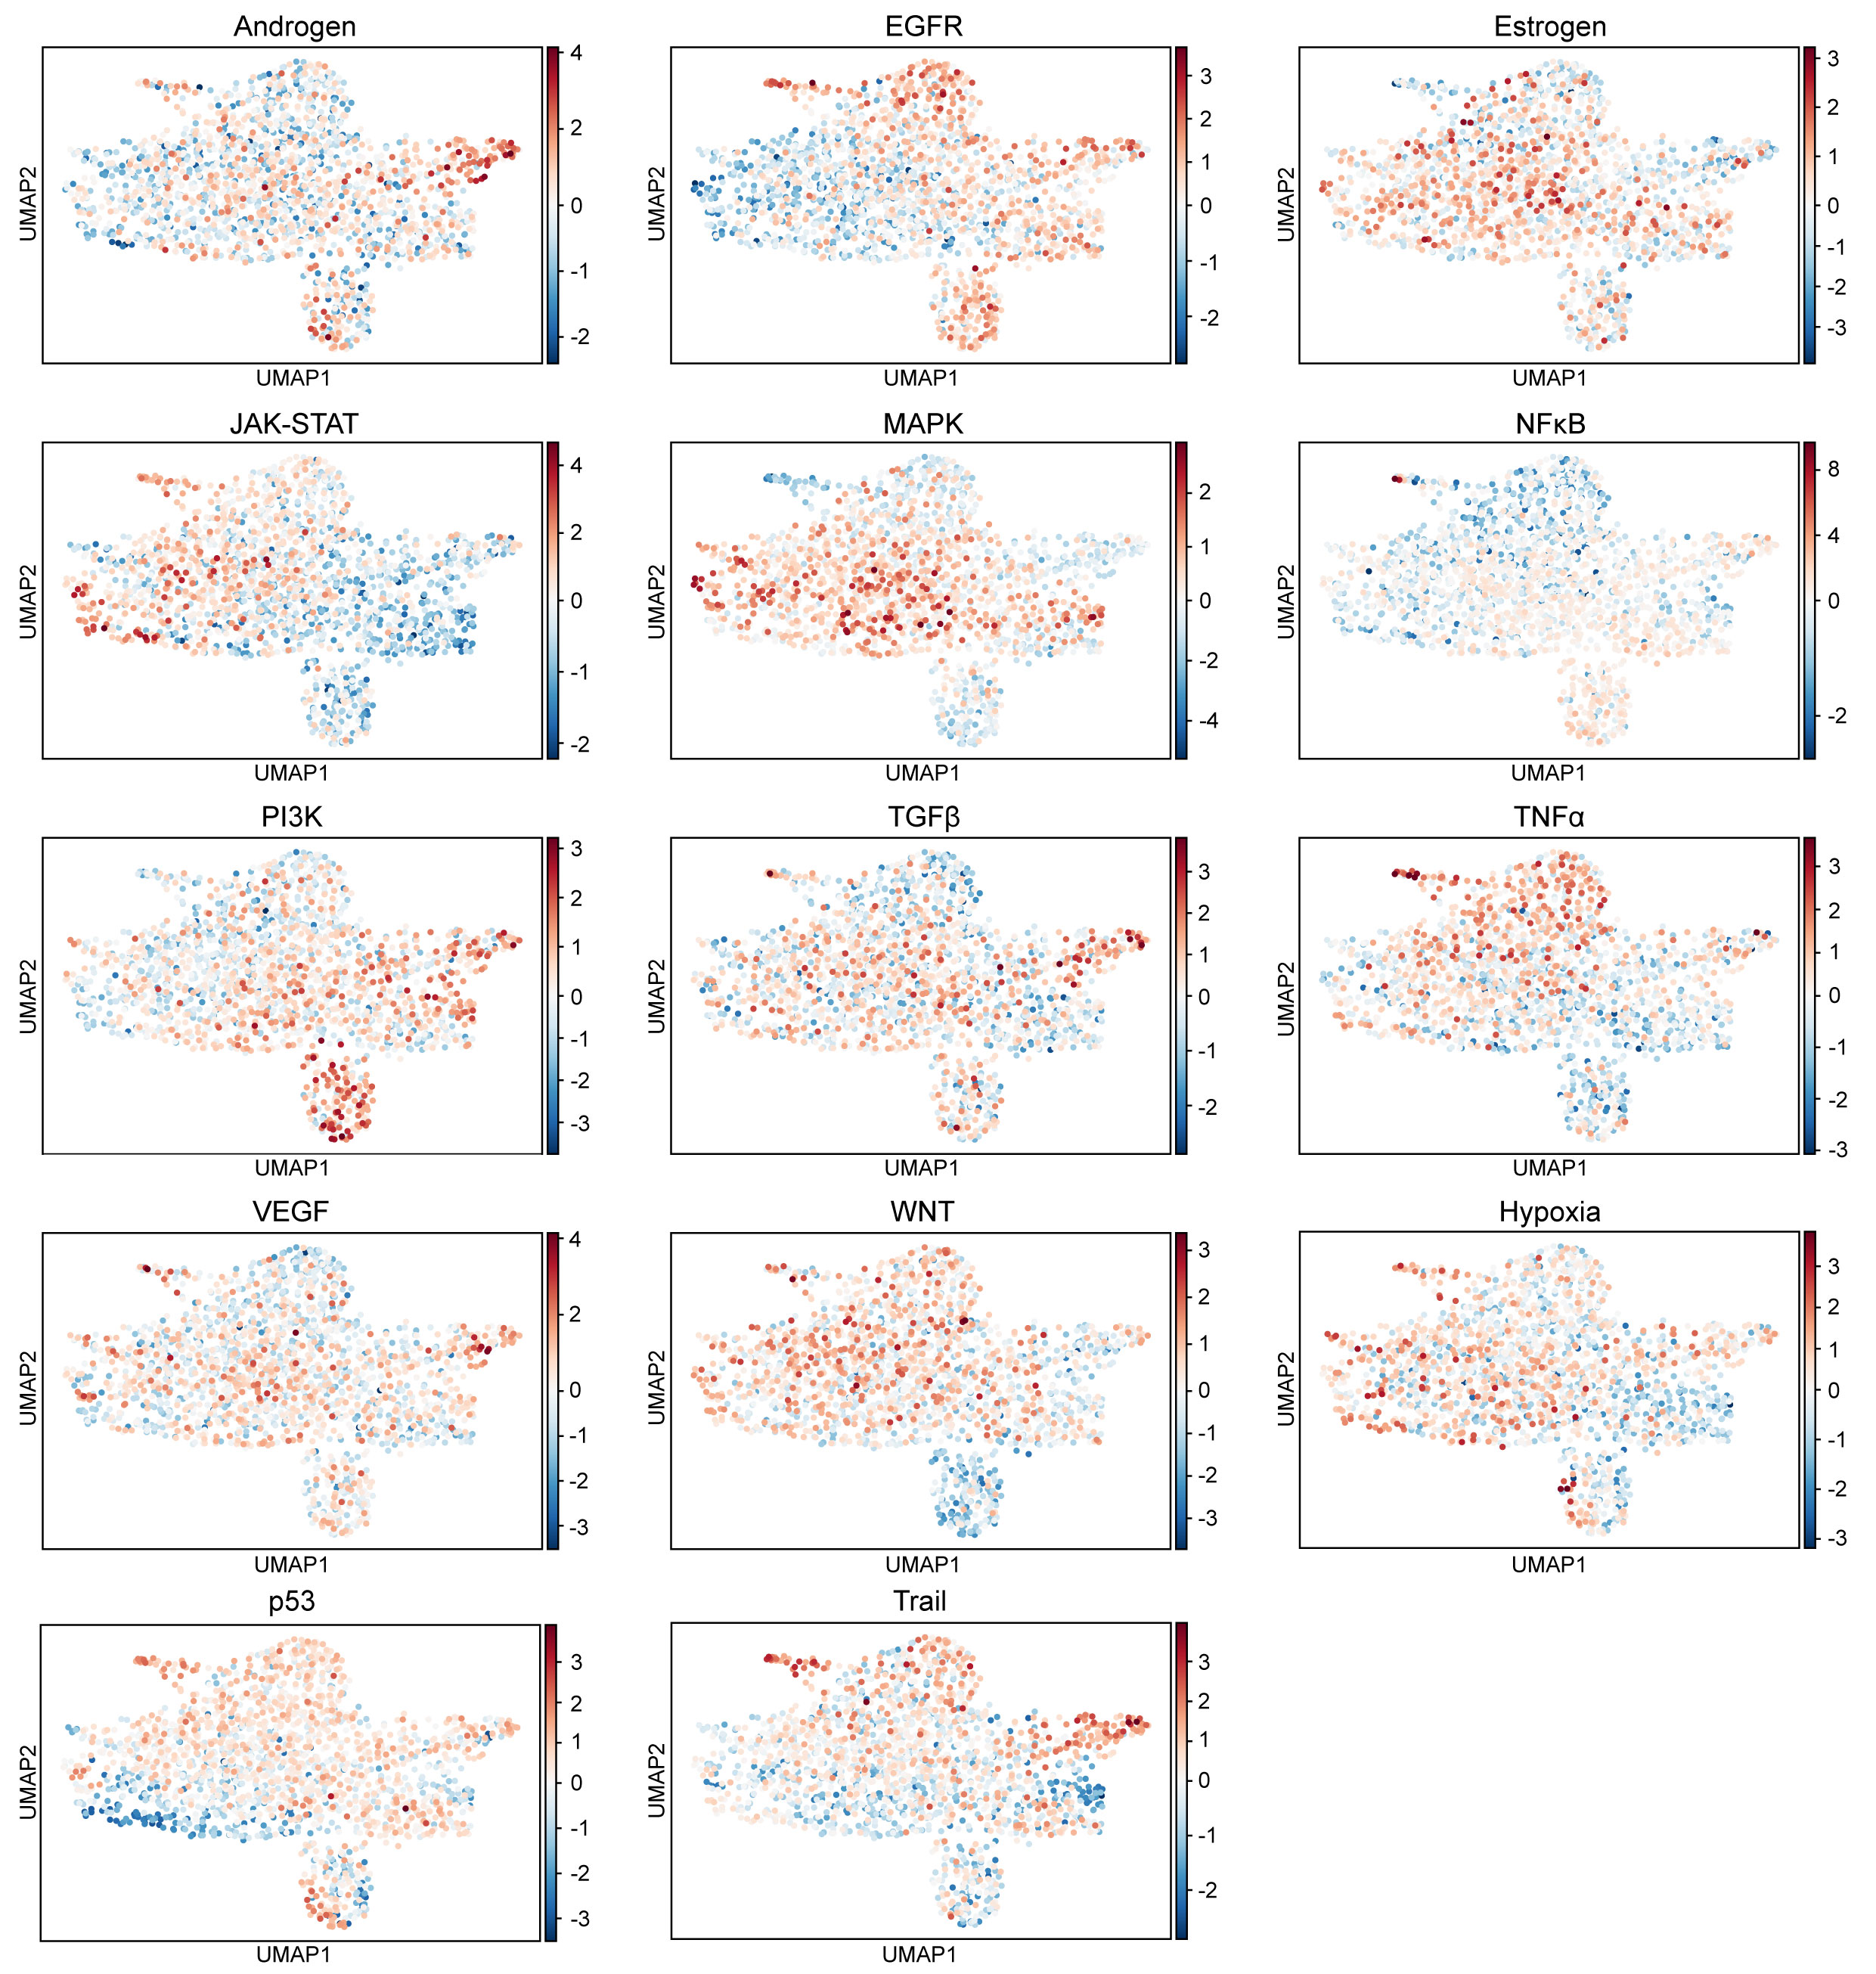 Androgen
4
2
0
-1
-2
UMAP2
UMAP1
EGFR
3
2
1
0
-1
-2
UMAP2
UMAP1
Estrogen
3
2
1
0
-1
-2
-3
UMAP2
UMAP1
JAK-STAT
4
2
0
-1
-2
UMAP2
UMAP1
MAPK
2
1
0
-2
-4
UMAP2
UMAP1
NFκB
8
4
0
-2
UMAP2
UMAP1
PI3K
3
2
1
0
-1
-2
-3
UMAP2
UMAP1
TGFβ
3
2
1
0
-1
-2
UMAP2
UMAP1
TNFα
3
2
1
0
-1
-2
-3
UMAP2
UMAP1
VEGF
4
2
0
-1
-2
-3
UMAP2
UMAP1
WNT
3
2
1
0
-1
-2
-3
UMAP2
UMAP1
Hypoxia
3
2
1
0
-1
-2
-3
UMAP2
UMAP1
p53
3
2
1
0
-1
-2
-3
UMAP2
UMAP1
Trail
3
2
1
0
-1
-2
UMAP2
UMAP1